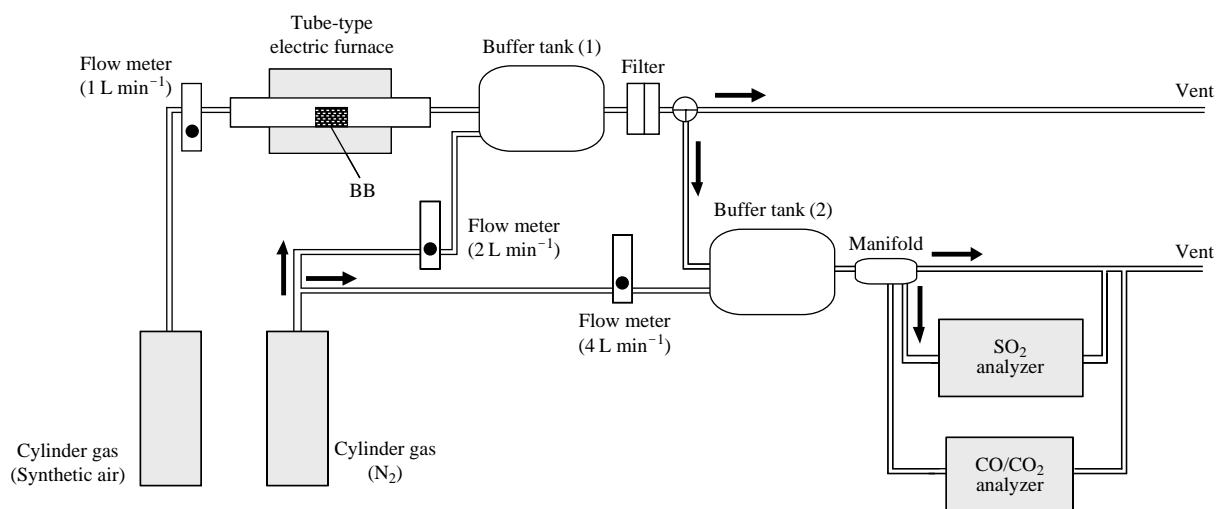 Tube-type
electric furnace
Flow meter
(1 L min⁻¹)
Buffer tank (1)
Filter
Vent
BB
Flow meter
(2 L min⁻¹)
Buffer tank (2)
Manifold
Vent
Flow meter
(4 L min⁻¹)
SO₂
analyzer
Cylinder gas
(Synthetic air)
Cylinder gas
(N₂)
CO/CO₂
analyzer